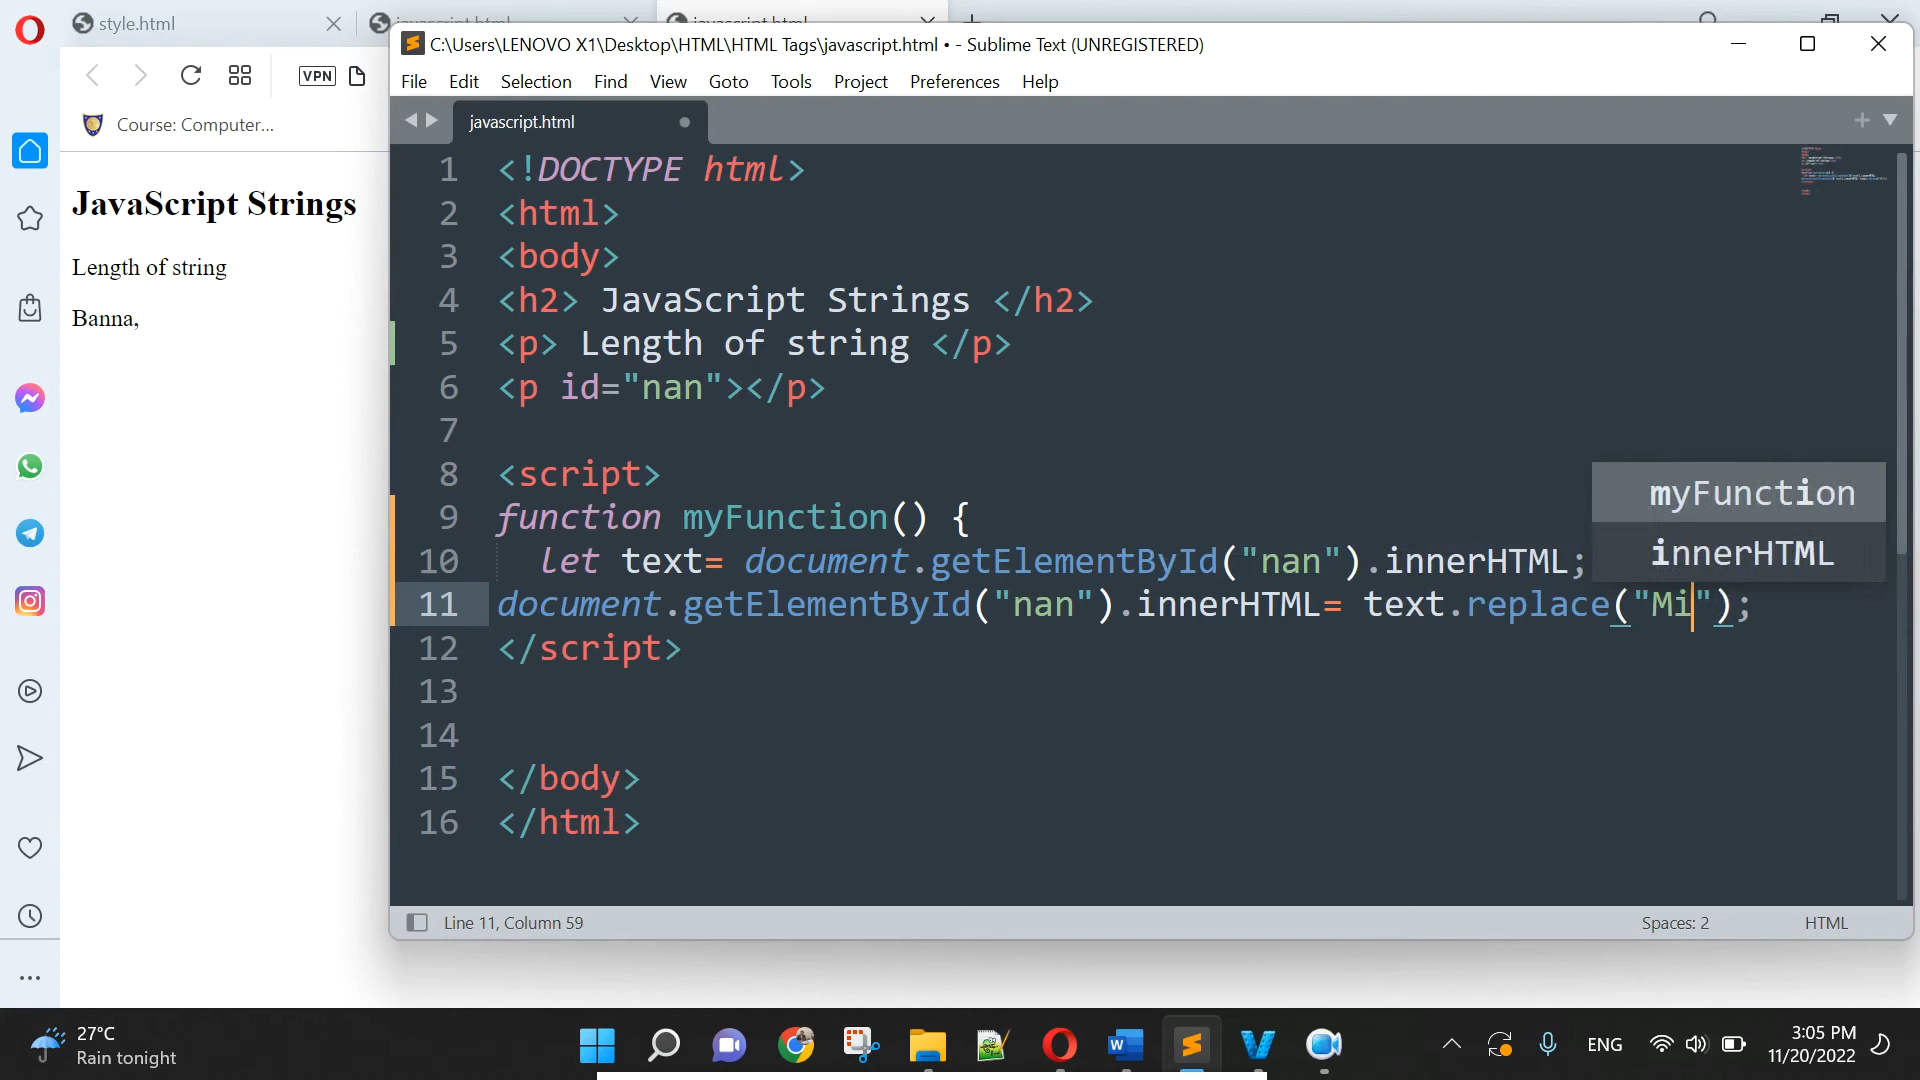 style.html
javascript.html
javascript.html
C:\Users\LENOVO X1\Desktop\HTML\HTML Tags\javascript.html • - Sublime Text (UNREGISTERED)
VPN
File Edit Selection Find View Goto Tools Project Preferences Help
Course: Computer...
javascript.html
JavaScript Strings
Length of string
Banna,
1 <!DOCTYPE html>
2 <html>
3 <body>
4 <h2> JavaScript Strings </h2>
5 <p> Length of string </p>
6 <p id="nan"></p>
7
8 <script>
9 function myFunction() {
10 let text= document.getElementById("nan").innerHTML;
11 document.getElementById("nan").innerHTML= text.replace("Mi");
12 </script>
13
14
15 </body>
16 </html>
myFunction
innerHTML
Line 11, Column 59
Spaces: 2
HTML
27°C
Rain tonight
ENG
3:05 PM
11/20/2022